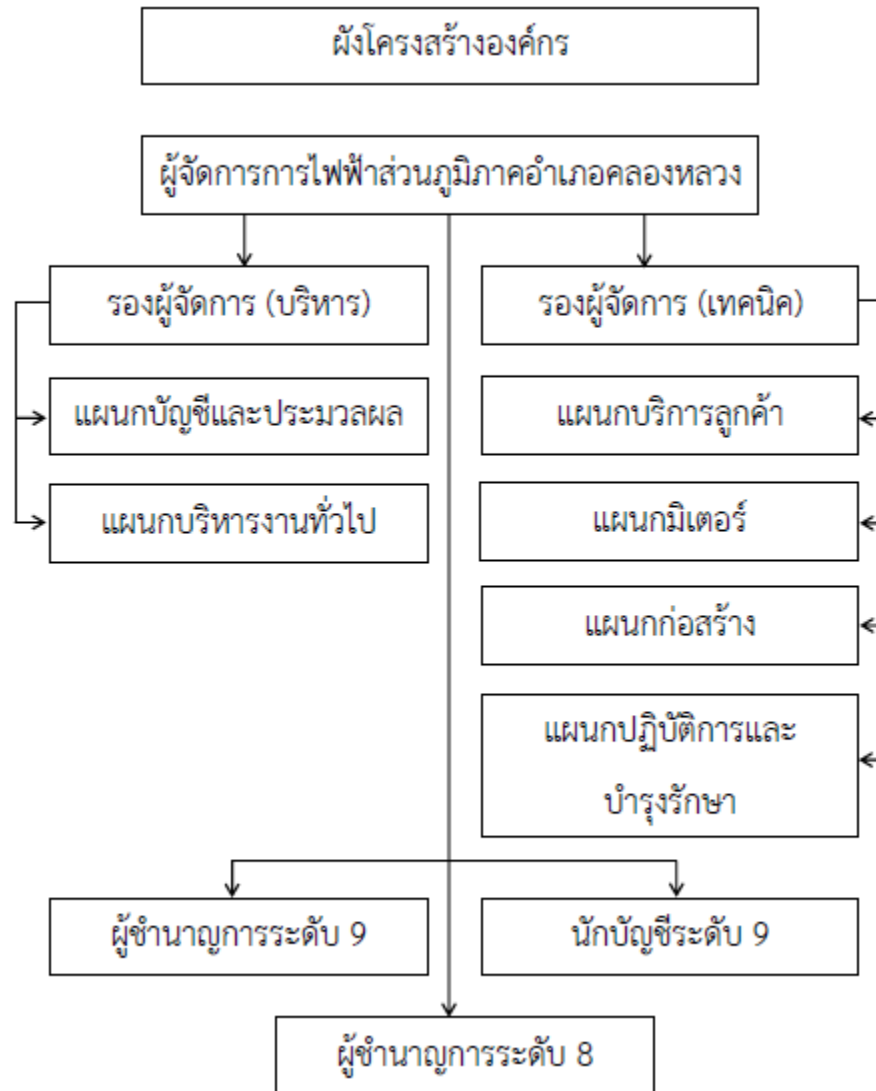 ผังโครงสร้างองค์กร
ผู้จัดการการไฟฟ้าส่วนภูมิภาคอำเภอคลองหลวง
รองผู้จัดการ (บริหาร)
แผนกบัญชีและประมวลผล
แผนกบริหารงานทั่วไป
รองผู้จัดการ (เทคนิค)
แผนกบริการลูกค้า
แผนกมิเตอร์
แผนกก่อสร้าง
แผนกปฏิบัติการและ
บำรุงรักษา
ผู้ชำนาญการระดับ 9
นักบัญชีระดับ 9
ผู้ชำนาญการระดับ 8